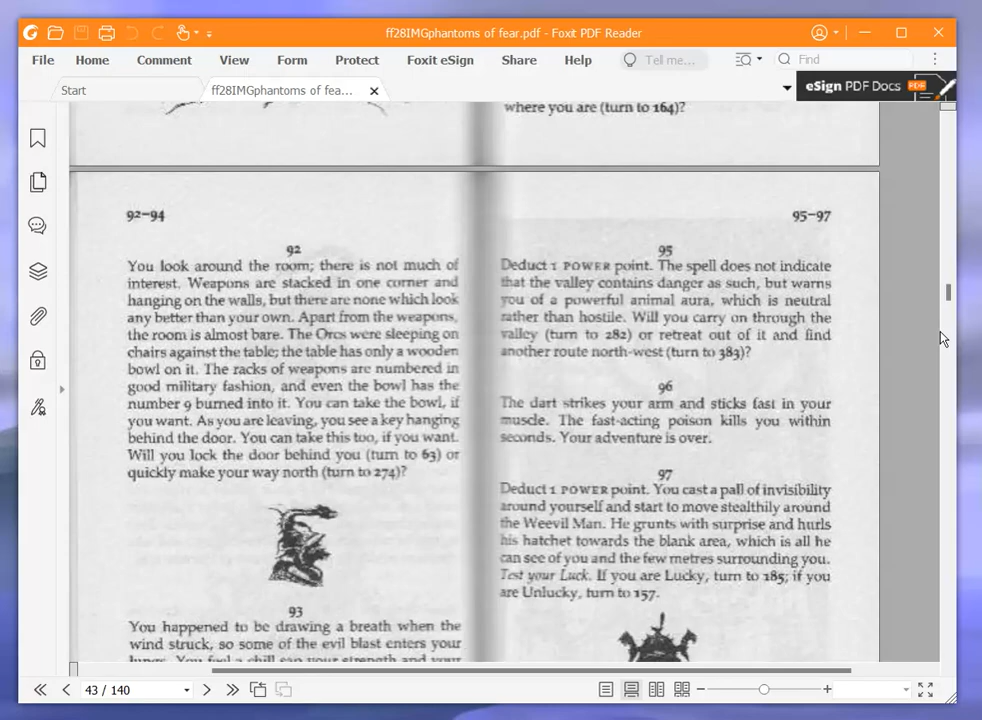 ff28IMGphantoms of fear.pdf - Foxit PDF Reader
File Home Comment View Form Protect Foxit eSign Share Help Tell me... Find
Start
ff28IMGphantoms of fea...
eSign PDF Docs
where you are (turn to 164)?
92-94
92
You look around the room; there is not much of
interest. Weapons are stacked in one corner and
hanging on the walls, but there are none which look
any better than your own. Apart from the weapons,
the room is almost bare. The Orcs were sleeping on
chairs against the table; the table has only a wooden
bowl on it. The racks of weapons are numbered in
good military fashion, and even the bowl has the
number 9 burned into it. You can take the bowl, if
you want. As you are leaving, you see a key hanging
behind the door. You can take this too, if you want.
Will you lock the door behind you (turn to 63) or
quickly make your way north (turn to 274)?
93
You happened to be drawing a breath when the
wind struck, so some of the evil blast enters your
lungs. You feel a chill sap your strength and your
95-97
95
Deduct 1 POWER point. The spell does not indicate
that the valley contains danger as such, but warns
you of a powerful animal aura, which is neutral
rather than hostile. Will you carry on through the
valley (turn to 282) or retreat out of it and find
another route north-west (turn to 383)?
96
The dart strikes your arm and sticks fast in your
muscle. The fast-acting poison kills you within
seconds. Your adventure is over.
97
Deduct 1 POWER point. You cast a pall of invisibility
around yourself and start to move stealthily around
the Weevil Man. He grunts with surprise and hurls
his hatchet towards the blank area, which is all he
can see of you and the few metres surrounding you.
Test your Luck. If you are Lucky, turn to 185; if you
are Unlucky, turn to 157.
43 / 140